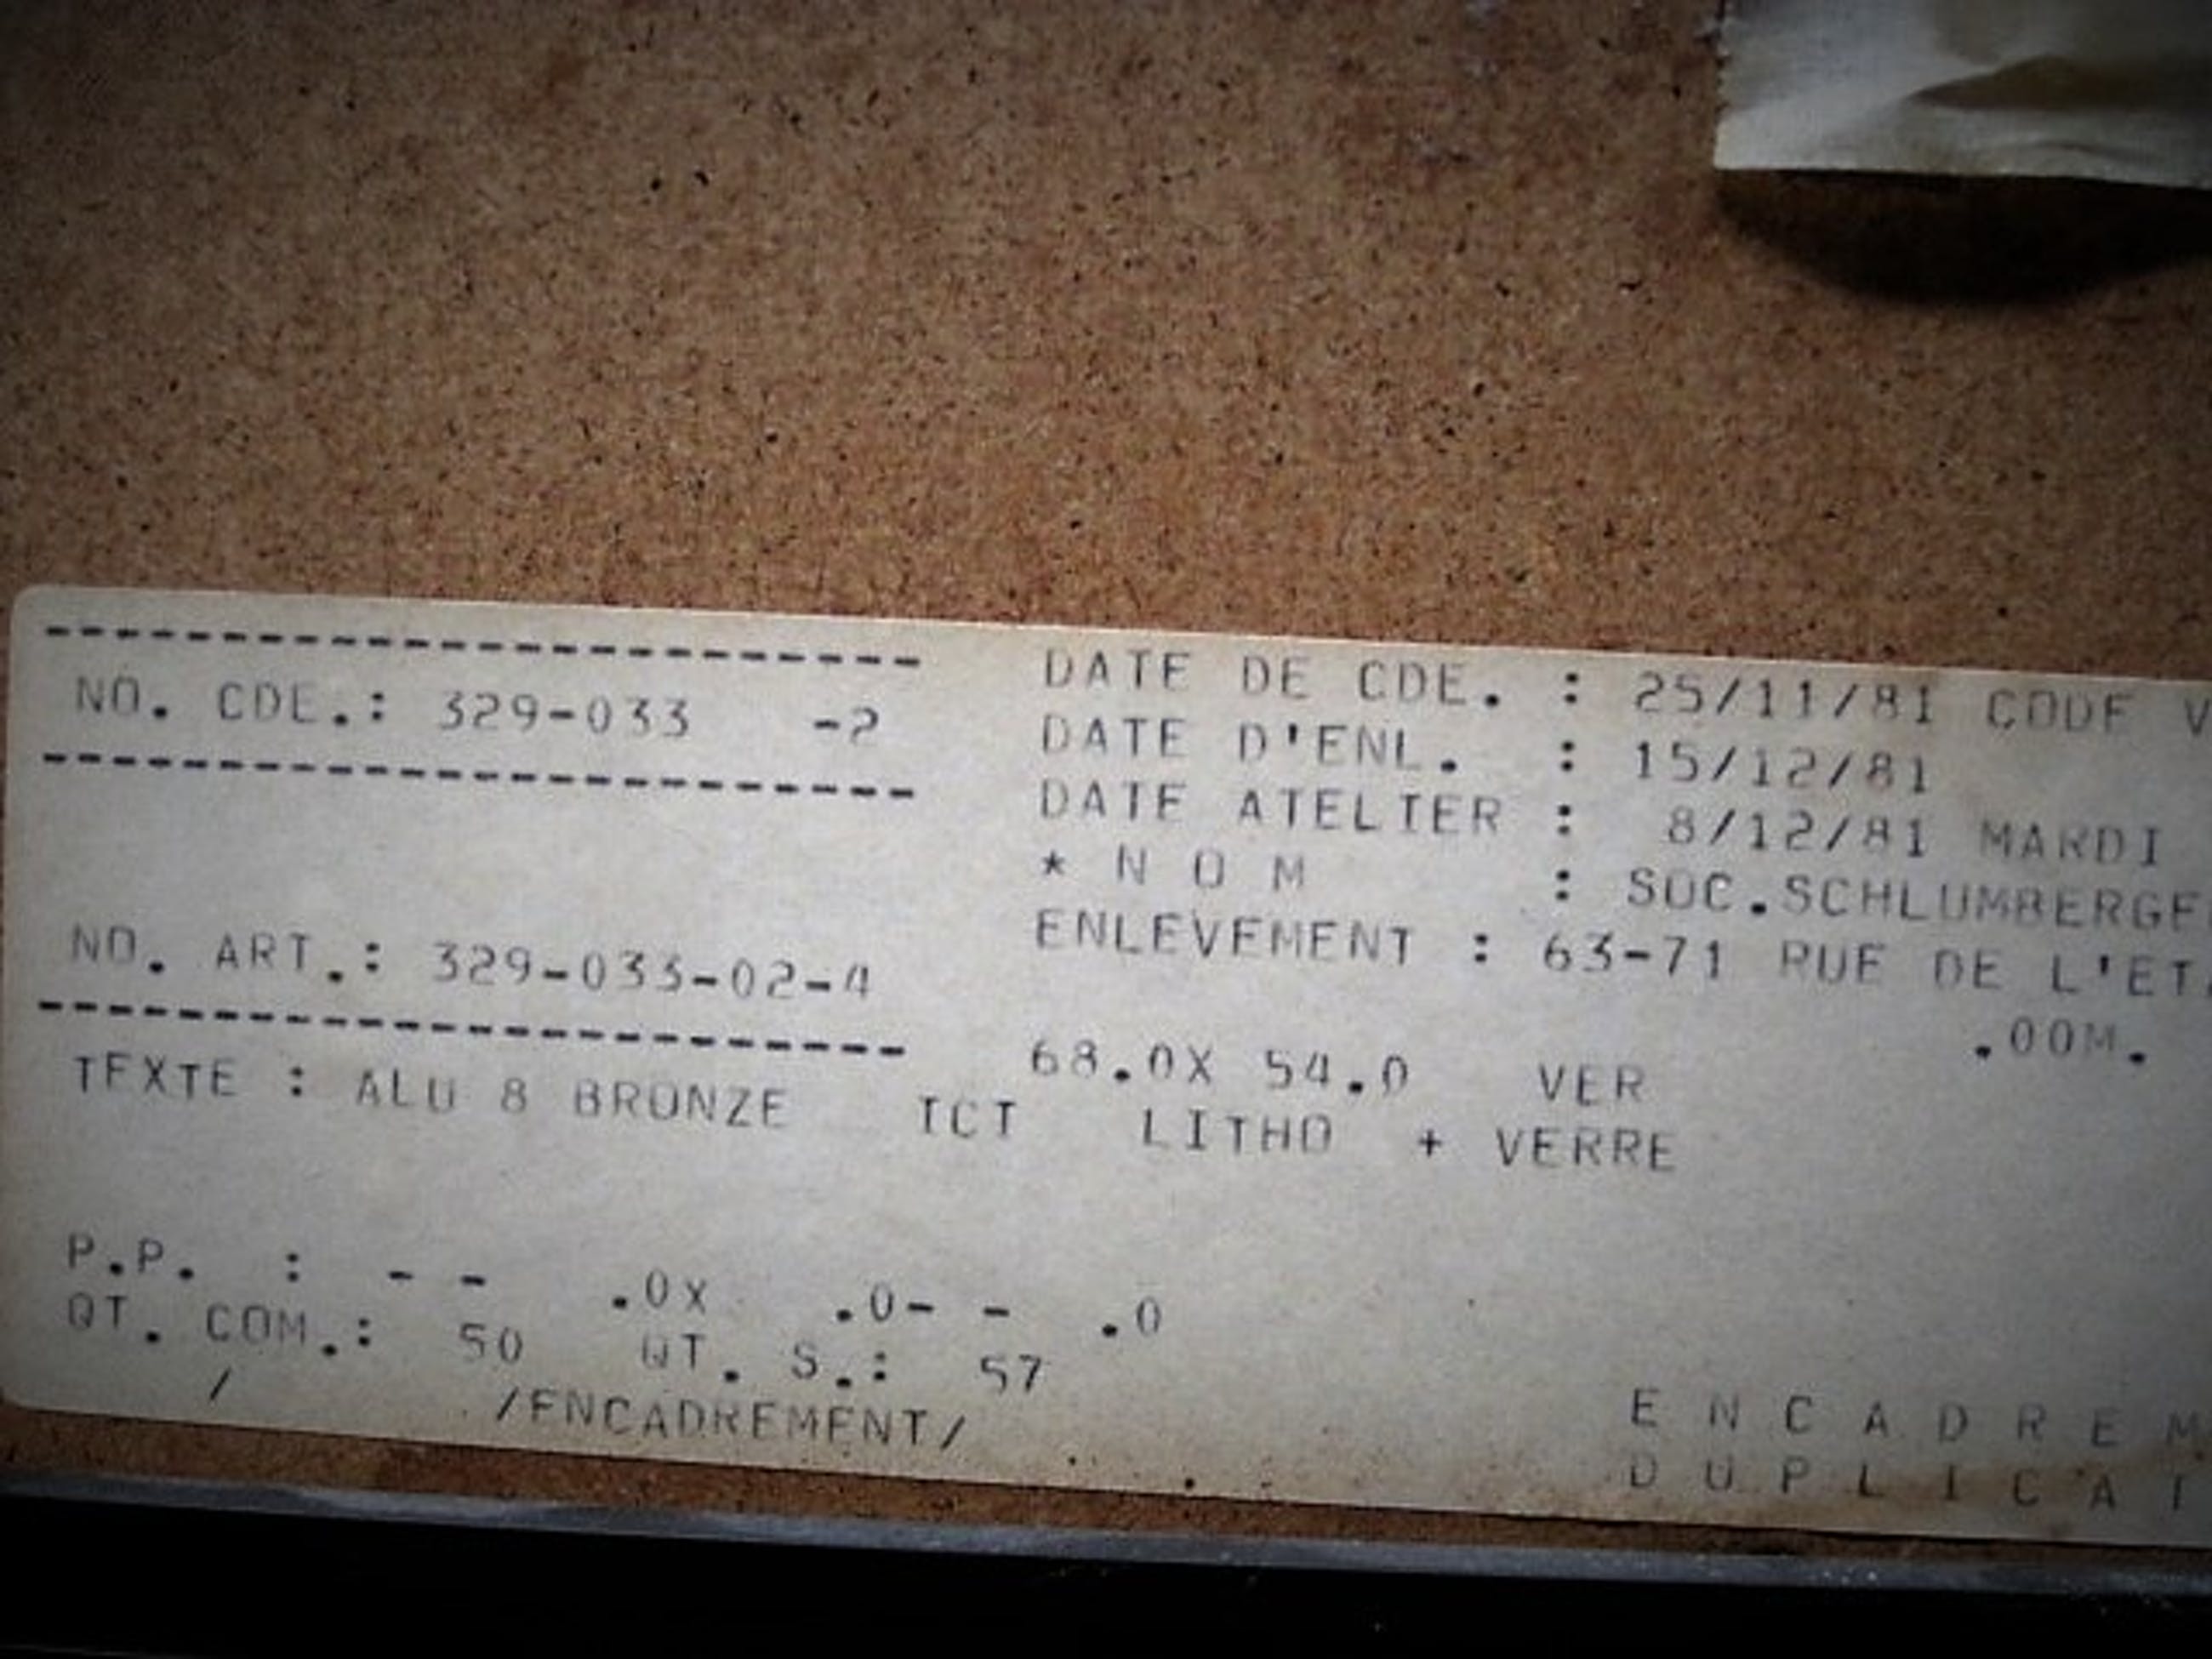 NO. CDE.: 329-033 -2
DATE DE CDE. : 25/11/81 CODE V
DATE D'ENL. : 15/12/81
DATE ATELIER : 8/12/81 MARDI
* N O M : SOC.SCHLUMBERGE
ENLEVEMENT : 63-71 RUE DE L'ET
NO. ART.: 329-033-02-4
68.0X 54.0 VER .00M.
TEXTE : ALU 8 BRONZE TCT LITHO + VERRE
P.P. : - - .0X .0- - .0
QT. COM.: 50 QT. S.: 57
/ /ENCADREMENT/
E N C A D R E M
D U P L I C A T